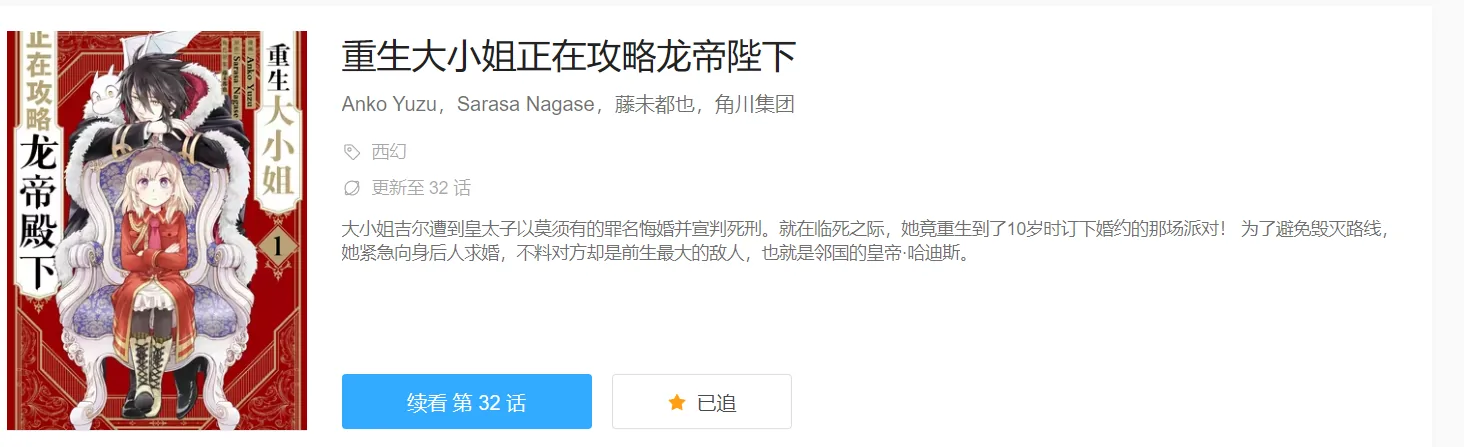 重生大小姐
正在攻略
龙帝殿下
Anko Yuzu
Sarasa Nagase
1
重生大小姐正在攻略龙帝陛下
Anko Yuzu，Sarasa Nagase，藤未都也，角川集团
西幻
更新至 32 话
大小姐吉尔遭到皇太子以莫须有的罪名悔婚并宣判死刑。就在临死之际，她竟重生到了10岁时订下婚约的那场派对！ 为了避免毁灭路线，
她紧急向身后人求婚，不料对方却是前生最大的敌人，也就是邻国的皇帝·哈迪斯。
续看 第 32 话
已追